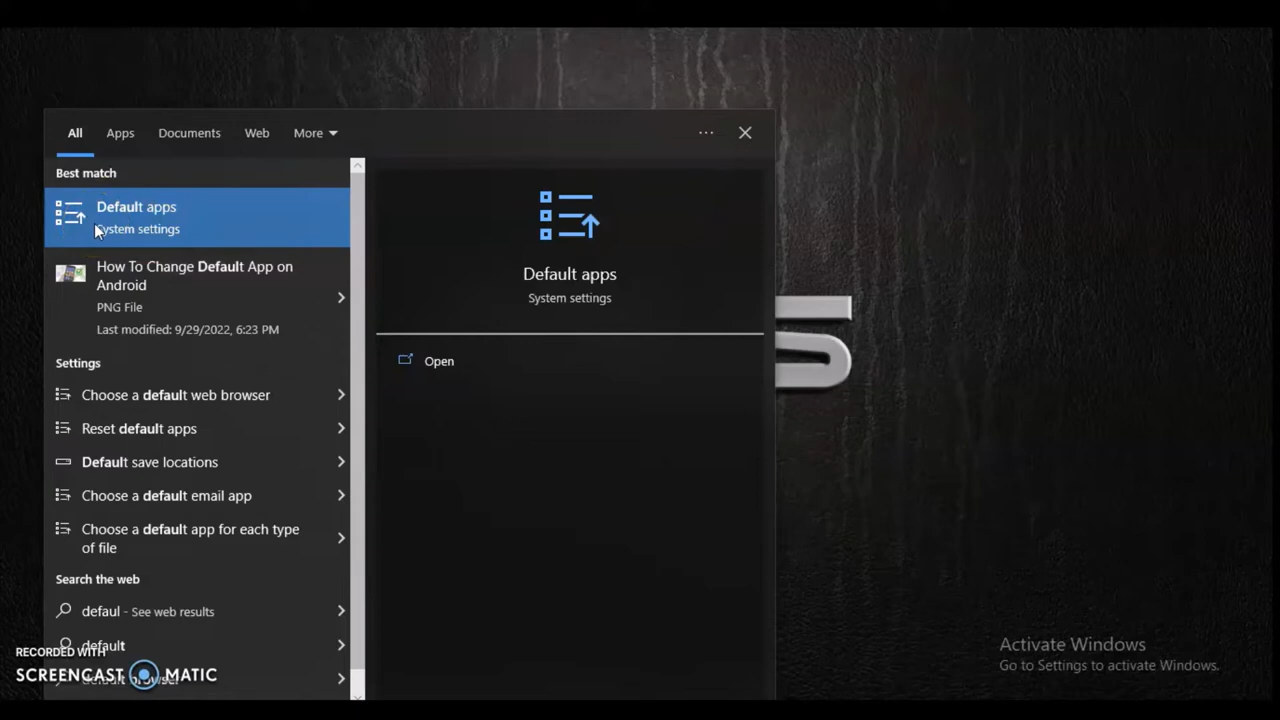 All Apps Documents Web More
Best match
Default apps
System settings
How To Change Default App on
Android
PNG File
Last modified: 9/29/2022, 6:23 PM
Settings
Choose a default web browser
Reset default apps
Default save locations
Choose a default email app
Choose a default app for each type
of file
Search the web
defaul - See web results
default
default browser
Default apps
System settings
Open
RECORDED WITH
SCREENCAST MATIC
Activate Windows
Go to Settings to activate Windows.